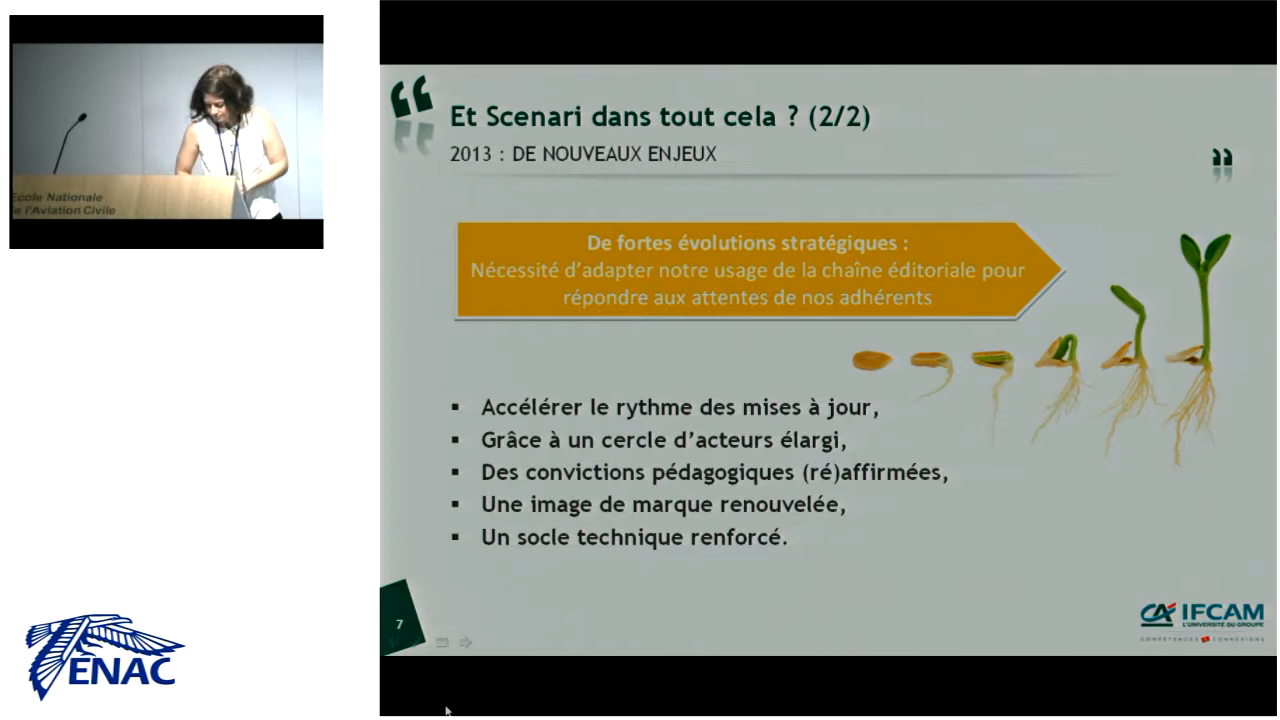 Ecole Nationale
de l'Aviation Civile
ENAC
Et Scenari dans tout cela ? (2/2)
2013 : DE NOUVEAUX ENJEUX
De fortes évolutions stratégiques :
Nécessité d'adapter notre usage de la chaîne éditoriale pour
répondre aux attentes de nos adhérents
▪ Accélérer le rythme des mises à jour,
▪ Grâce à un cercle d'acteurs élargi,
▪ Des convictions pédagogiques (ré)affirmées,
▪ Une image de marque renouvelée,
▪ Un socle technique renforcé.
7
CA IFCAM
L'UNIVERSITÉ DU GROUPE
COMPÉTENCES CONNEXIONS